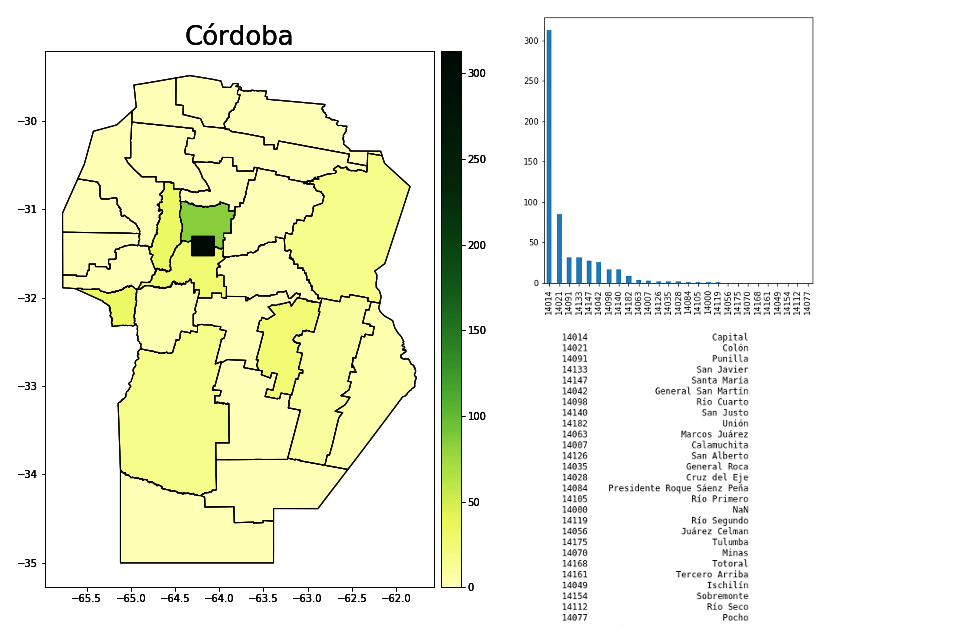 Córdoba
−30
−31
−32
−33
−34
−35
−65.5 −65.0 −64.5 −64.0 −63.5 −63.0 −62.5 −62.0
300
250
200
150
100
50
0
300
250
200
150
100
50
0
14014 14021 14091 14133 14147 14042 14098 14140 14182 14063 14007 14126 14035 14028 14084 14105 14000 14119 14056 14175 14070 14168 14161 14049 14154 14112 14077
14014 Capital
14021 Colón
14091 Punilla
14133 San Javier
14147 Santa María
14042 General San Martín
14098 Río Cuarto
14140 San Justo
14182 Unión
14063 Marcos Juárez
14007 Calamuchita
14126 San Alberto
14035 General Roca
14028 Cruz del Eje
14084 Presidente Roque Sáenz Peña
14105 Río Primero
14000 NaN
14119 Río Segundo
14056 Juárez Celman
14175 Tulumba
14070 Minas
14168 Totoral
14161 Tercero Arriba
14049 Ischilín
14154 Sobremonte
14112 Río Seco
14077 Pocho